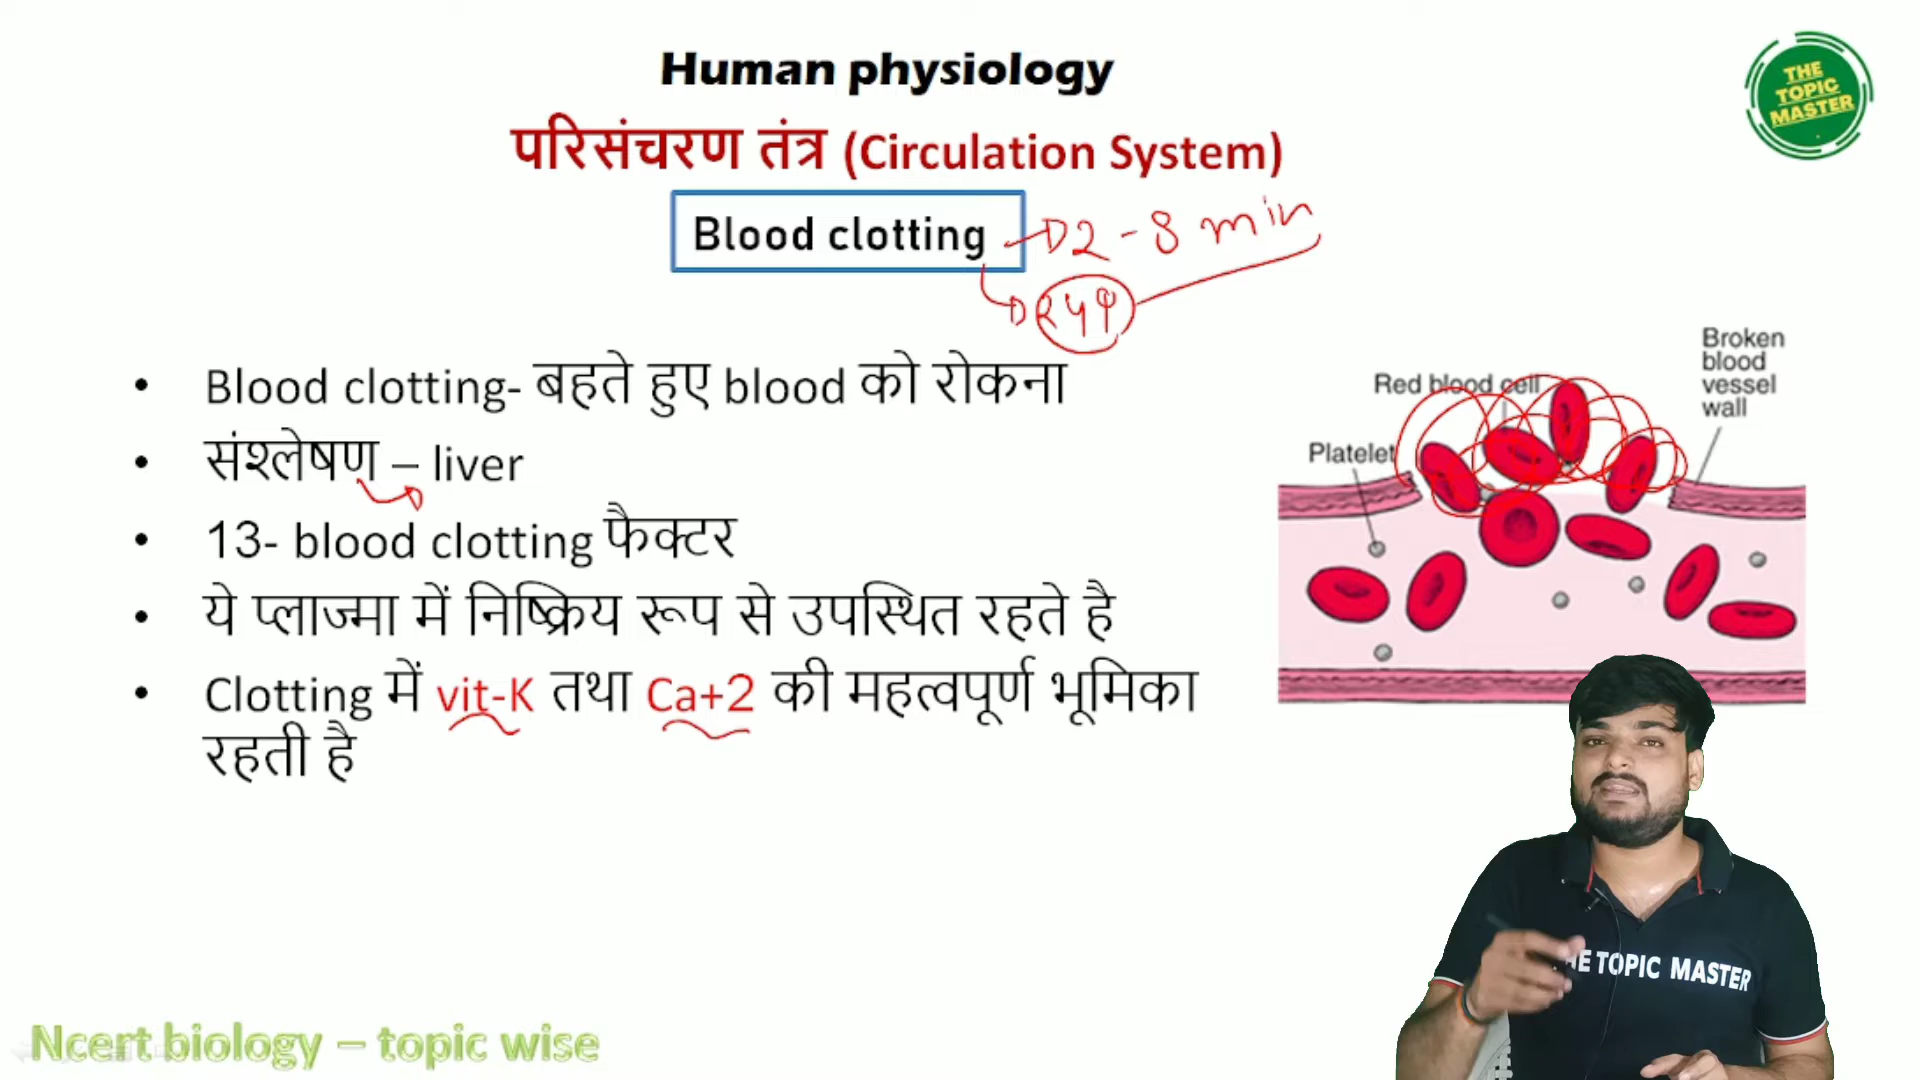 Human physiology
THE
TOPIC
MASTER
परिसंचरण तंत्र (Circulation System)
Blood clotting
2 - 8 min
• Blood clotting- बहते हुए blood को रोकना
• संश्लेषण – liver
• 13- blood clotting फैक्टर
• ये प्लाज्मा में निष्क्रिय रूप से उपस्थित रहते है
• Clotting में vit-K तथा Ca+2 की महत्वपूर्ण भूमिका
रहती है
Broken
blood
vessel
wall
Red blood cell
Platelet
HE TOPIC MASTER
Ncert biology – topic wise